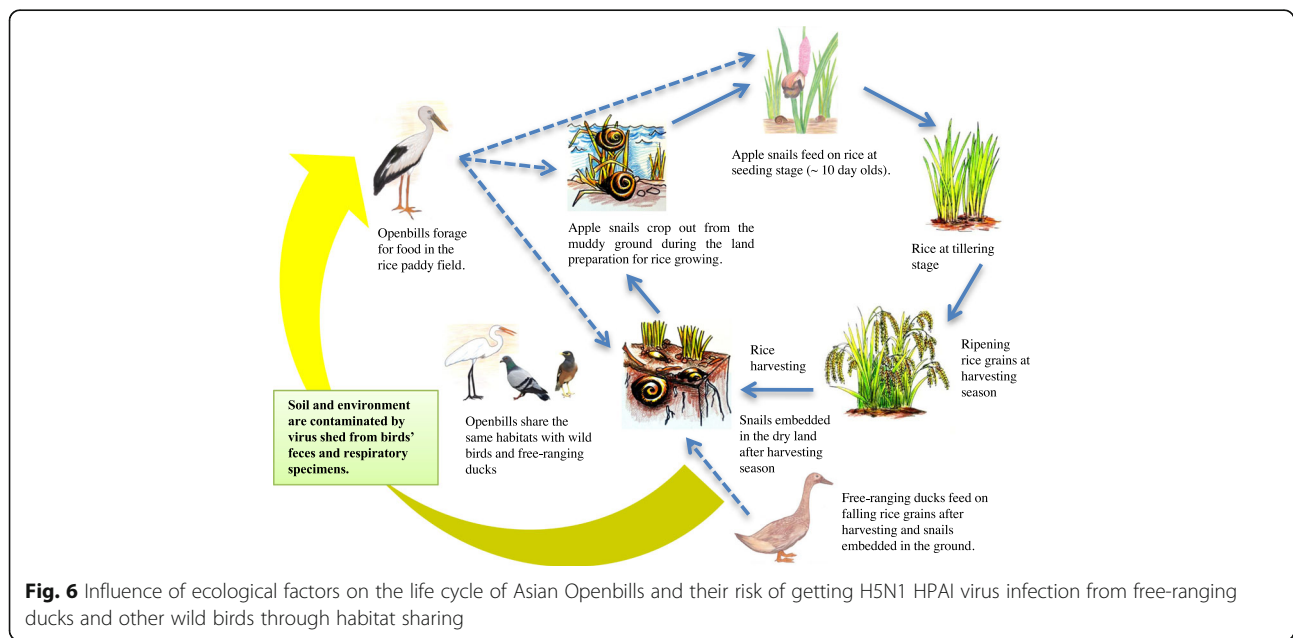 Apple snails feed on rice at
seeding stage (~ 10 day olds).
Openbills forage
for food in the
rice paddy field.
Apple snails crop out from the
muddy ground during the land
preparation for rice growing.
Rice at tillering
stage
Rice
harvesting
Ripening
rice grains at
harvesting
season
Soil and environment
are contaminated by
virus shed from birds'
feces and respiratory
specimens.
Openbills share the
same habitats with wild
birds and free-ranging
ducks
Snails embedded
in the dry land
after harvesting
season
Free-ranging ducks feed on
falling rice grains after
harvesting and snails
embedded in the ground.
Fig. 6 Influence of ecological factors on the life cycle of Asian Openbills and their risk of getting H5N1 HPAI virus infection from free-ranging
ducks and other wild birds through habitat sharing